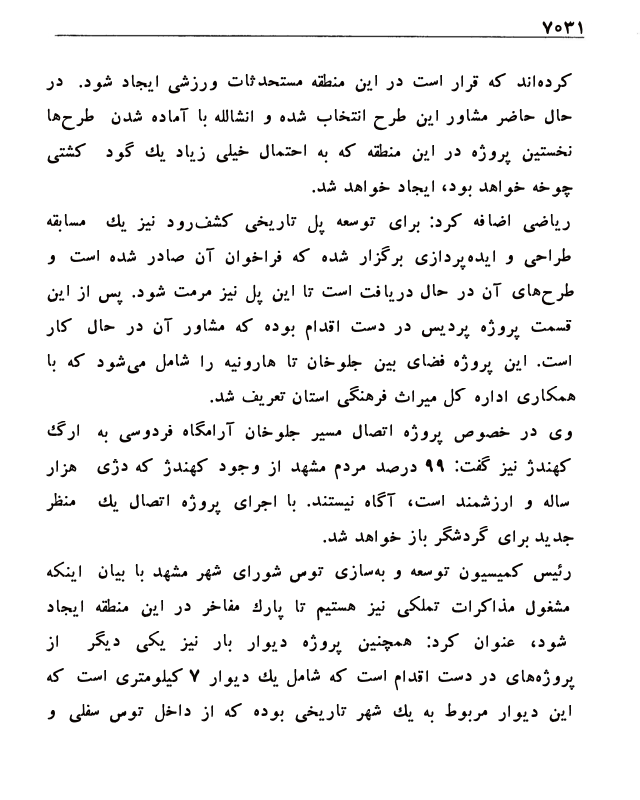 ۷۰۳۱
کرده‌اند که قرار است در این منطقه مستحدثات ورزشی ایجاد شود. در
حال حاضر مشاور این طرح انتخاب شده و انشالله با آماده شدن طرح‌ها
نخستین پروژه در این منطقه که به احتمال خیلی زیاد یك گود کشتی
چوخه خواهد بود، ایجاد خواهد شد.
ریاضی اضافه کرد: برای توسعه پل تاریخی کشف‌رود نیز یك مسابقه
طراحی و ایده‌پردازی برگزار شده که فراخوان آن صادر شده است و
طرح‌های آن در حال دریافت است تا این پل نیز مرمت شود. پس از این
قسمت پروژه پردیس در دست اقدام بوده که مشاور آن در حال کار
است. این پروژه فضای بین جلوخان تا هارونیه را شامل می‌شود که با
همکاری اداره کل میراث فرهنگی استان تعریف شد.
وی در خصوص پروژه اتصال مسیر جلوخان آرامگاه فردوسی به ارگ
کهندژ نیز گفت: ۹۹ درصد مردم مشهد از وجود کهندژ که دژی هزار
ساله و ارزشمند است، آگاه نیستند. با اجرای پروژه اتصال یك منظر
جدید برای گردشگر باز خواهد شد.
رئیس کمیسیون توسعه و به‌سازی توس شورای شهر مشهد با بیان اینکه
مشغول مذاکرات تملکی نیز هستیم تا پارك مفاخر در این منطقه ایجاد
شود، عنوان کرد: همچنین پروژه دیوار بار نیز یکی دیگر از
پروژه‌های در دست اقدام است که شامل یك دیوار ۷ کیلومتری است که
این دیوار مربوط به یك شهر تاریخی بوده که از داخل توس سفلی و